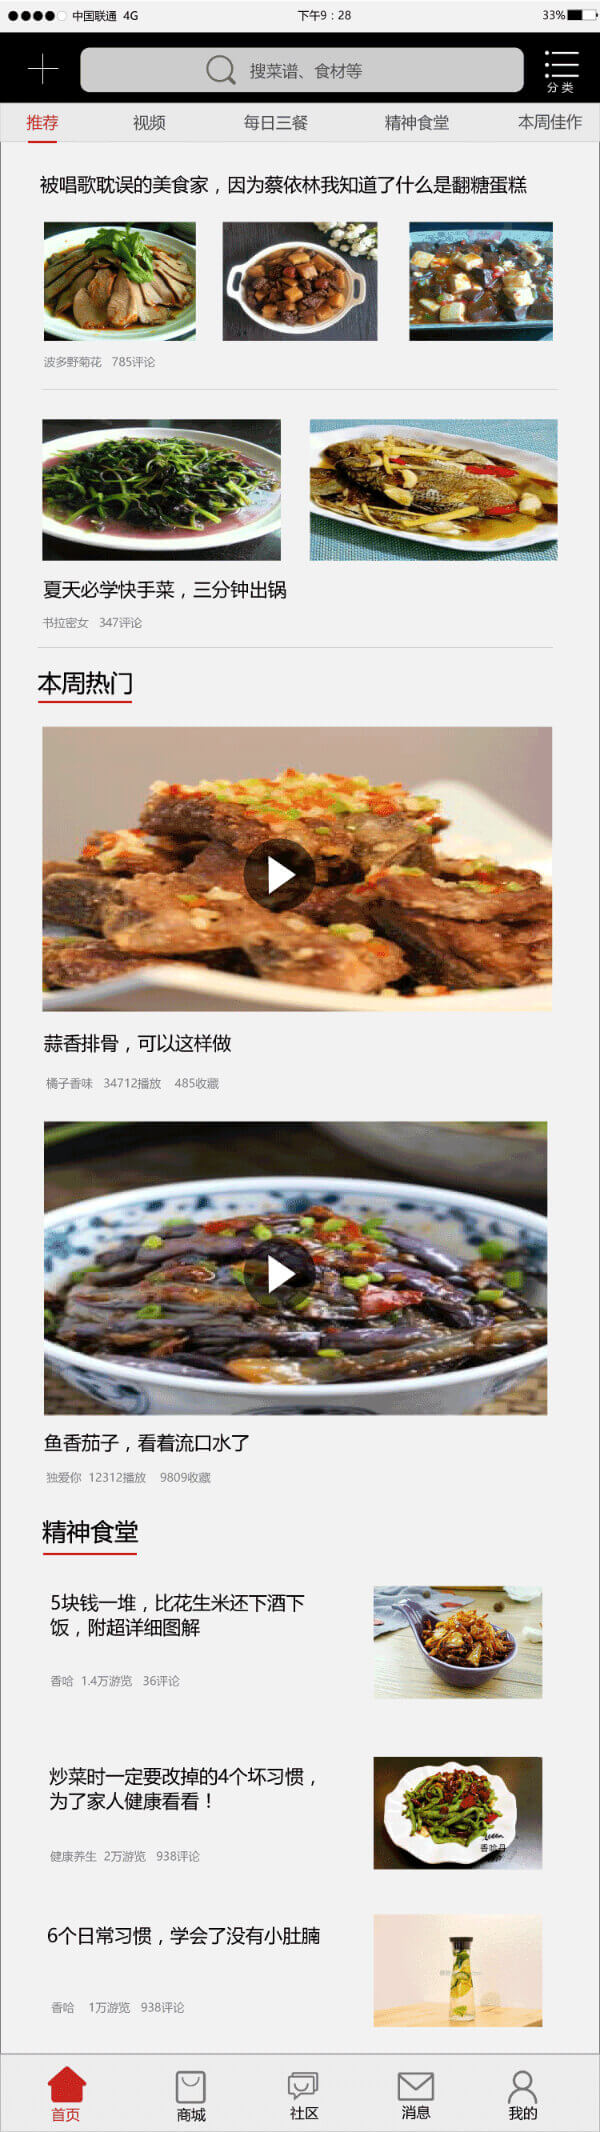 中国联通 4G 下午9：28 33%
搜菜谱、食材等
分类
推荐 视频 每日三餐 精神食堂 本周佳作
被唱歌耽误的美食家，因为蔡依林我知道了什么是翻糖蛋糕
波多野菊花 785评论
夏天必学快手菜，三分钟出锅
书拉密女 347评论
本周热门
蒜香排骨，可以这样做
橘子香味 34712播放 485收藏
鱼香茄子，看着流口水了
独爱你 12312播放 9809收藏
精神食堂
5块钱一堆，比花生米还下酒下
饭，附超详细图解
香哈 1.4万游览 36评论
炒菜时一定要改掉的4个坏习惯，
为了家人健康看看！
健康养生 2万游览 938评论
6个日常习惯，学会了没有小肚腩
香哈 1万游览 938评论
首页 商城 社区 消息 我的